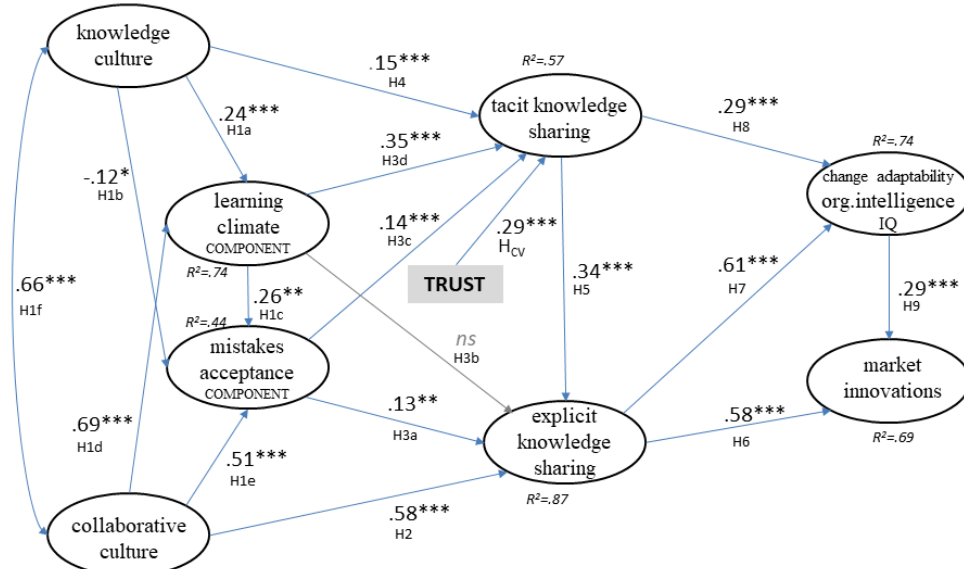 knowledge
culture
.15***
H4
R²=.57
tacit knowledge
sharing
.29***
H8
R²=.74
change adaptability
org.intelligence
IQ
.24***
H1a
.35***
H3d
-.12*
H1b
learning
climate
COMPONENT
R²=.74
.14***
H3c
.29***
HCV
TRUST
.34***
H5
.61***
H7
.29***
H9
.66***
H1f
.26**
H1c
R²=.44
mistakes
acceptance
COMPONENT
ns
H3b
market
innovations
R²=.69
.69***
H1d
.13**
H3a
explicit
knowledge
sharing
R²=.87
.58***
H6
.51***
H1e
.58***
H2
collaborative
culture